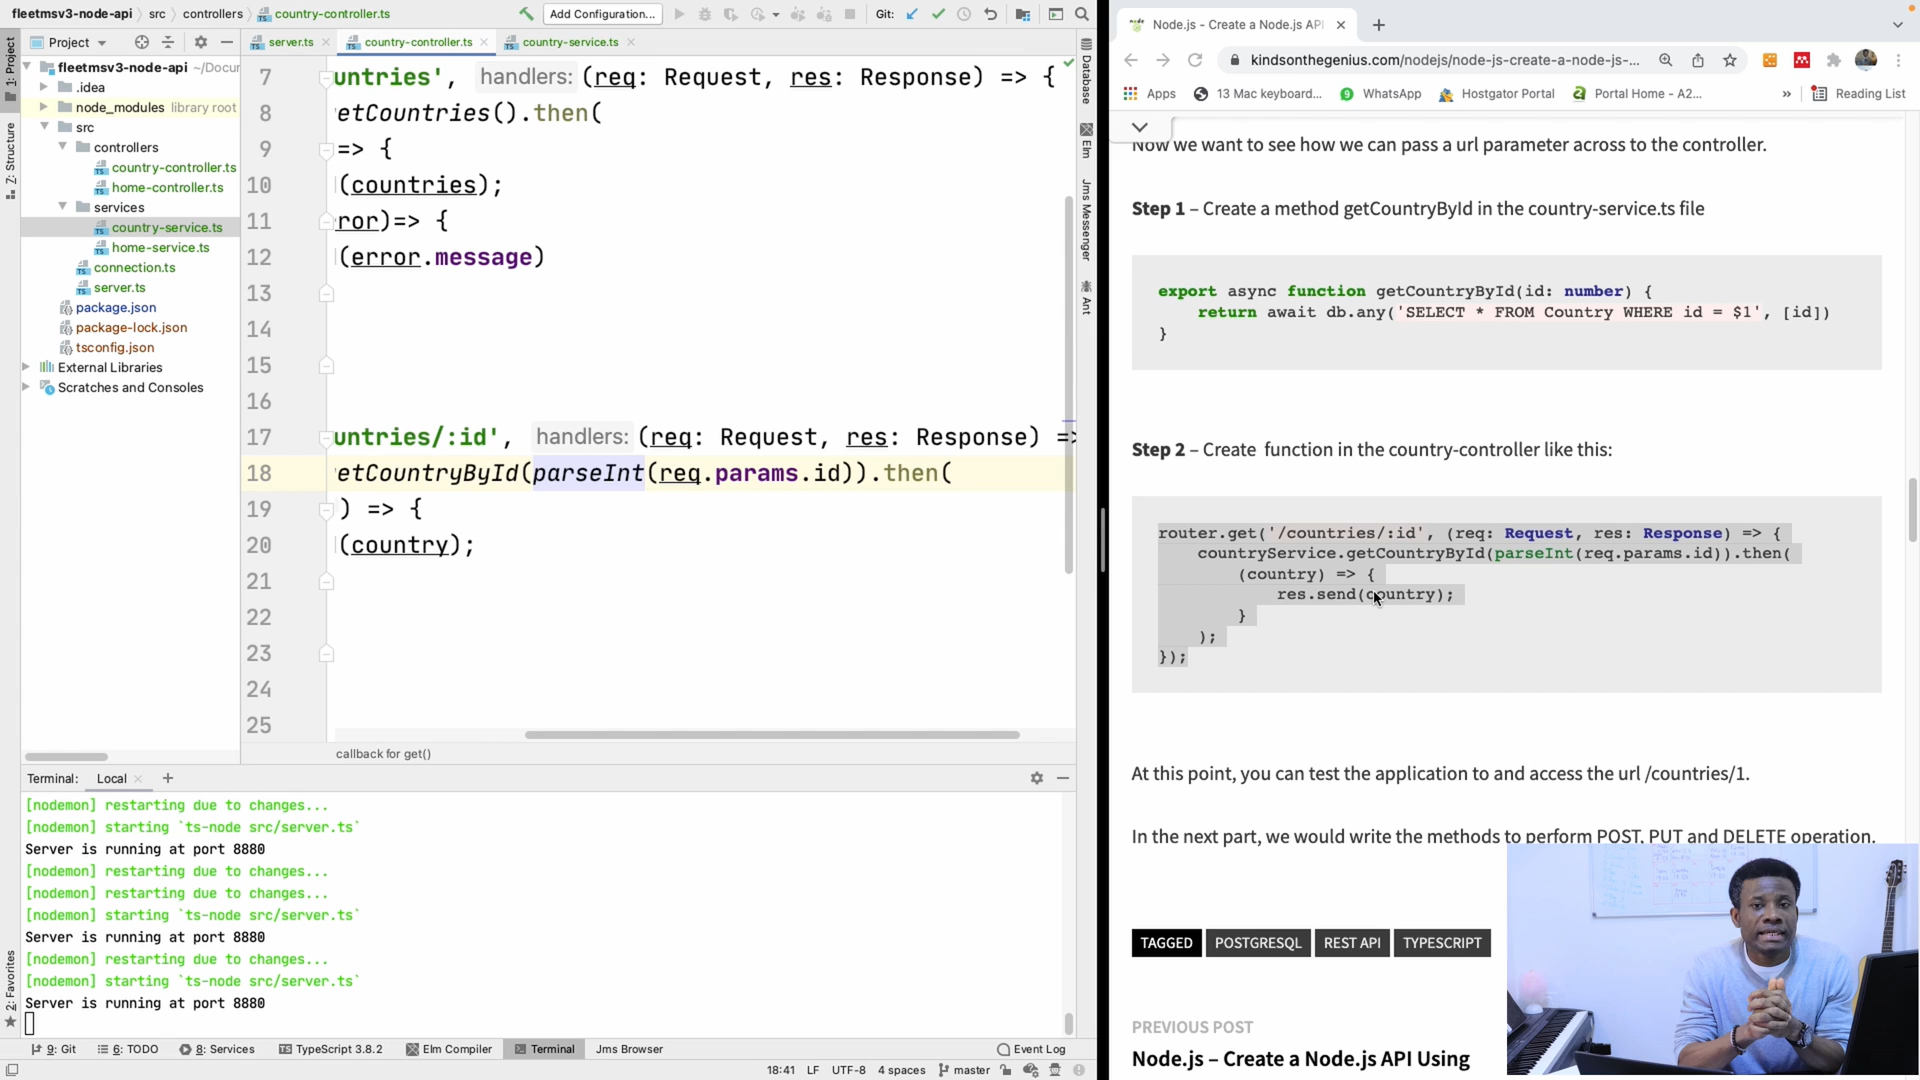 fleetmsv3-node-api
src
controllers
country-controller.ts
Add Configuration...
Git:
Project
server.ts
country-controller.ts
country-service.ts
1: Project
Z: Structure
2: Favorites
fleetmsv3-node-api ~/Docur
.idea
node_modules library root
src
controllers
country-controller.ts
home-controller.ts
services
country-service.ts
home-service.ts
connection.ts
server.ts
package.json
package-lock.json
tsconfig.json
External Libraries
Scratches and Consoles
7 untries', handlers: (req: Request, res: Response) => {
8 etCountries().then(
9 => {
10 (countries);
11 ror)=> {
12 (error.message)
13
14
15
16
17 untries/:id', handlers: (req: Request, res: Response) =>
18 etCountryById(parseInt(req.params.id)).then(
19 ) => {
20 (country);
21
22
23
24
25
callback for get()
Database
Elm
Jms Messenger
Ant
Terminal: Local
[nodemon] restarting due to changes...
[nodemon] starting `ts-node src/server.ts`
Server is running at port 8880
[nodemon] restarting due to changes...
[nodemon] restarting due to changes...
[nodemon] starting `ts-node src/server.ts`
Server is running at port 8880
[nodemon] restarting due to changes...
[nodemon] starting `ts-node src/server.ts`
Server is running at port 8880
9: Git 6: TODO 8: Services TypeScript 3.8.2 Elm Compiler Terminal Jms Browser Event Log
18:41 LF UTF-8 4 spaces master
Node.js - Create a Node.js API
kindsonthegenius.com/nodejs/node-js-create-a-node-js-...
Apps 13 Mac keyboard... WhatsApp Hostgator Portal Portal Home - A2... » Reading List
Now we want to see how we can pass a url parameter across to the controller.
Step 1 – Create a method getCountryById in the country-service.ts file
export async function getCountryById(id: number) {
return await db.any('SELECT * FROM Country WHERE id = $1', [id])
}
Step 2 – Create function in the country-controller like this:
router.get('/countries/:id', (req: Request, res: Response) => {
countryService.getCountryById(parseInt(req.params.id)).then(
(country) => {
res.send(country);
}
);
});
At this point, you can test the application to and access the url /countries/1.
In the next part, we would write the methods to perform POST, PUT and DELETE operation.
TAGGED POSTGRESQL REST API TYPESCRIPT
PREVIOUS POST
Node.js – Create a Node.js API Using